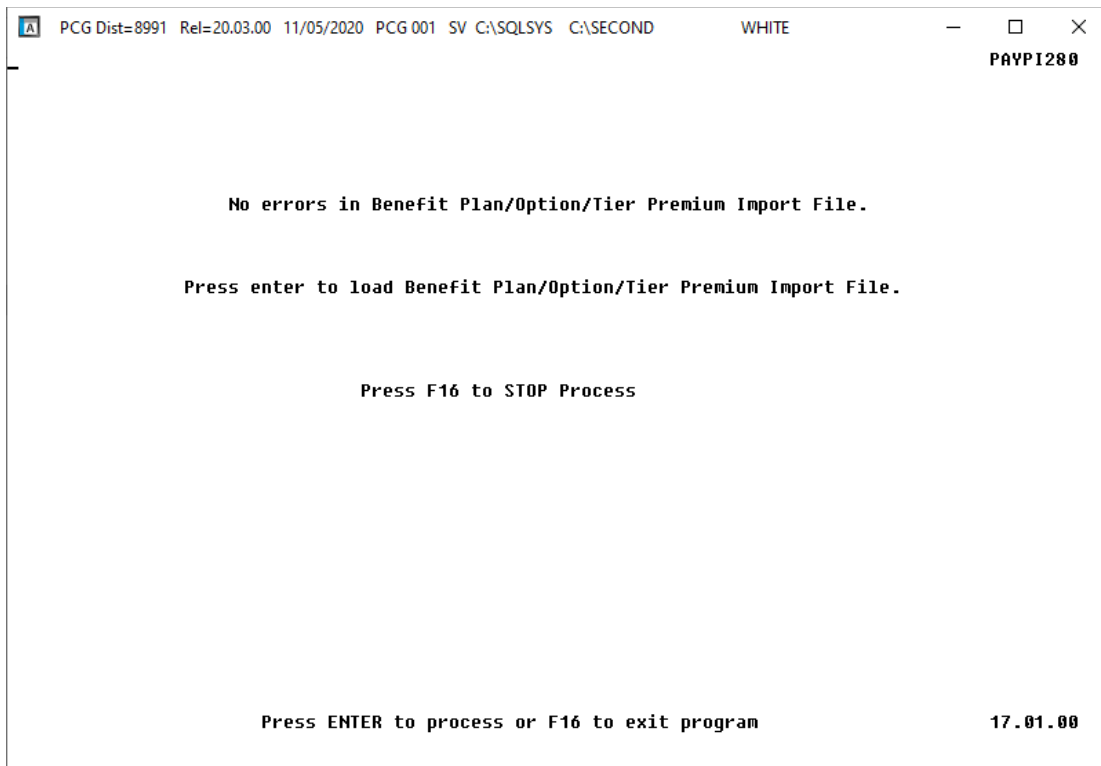 PCG Dist=8991 Rel=20.03.00 11/05/2020 PCG 001 SV C:\SQLSYS C:\SECOND WHITE
PAYPI280
No errors in Benefit Plan/Option/Tier Premium Import File.
Press enter to load Benefit Plan/Option/Tier Premium Import File.
Press F16 to STOP Process
Press ENTER to process or F16 to exit program 17.01.00